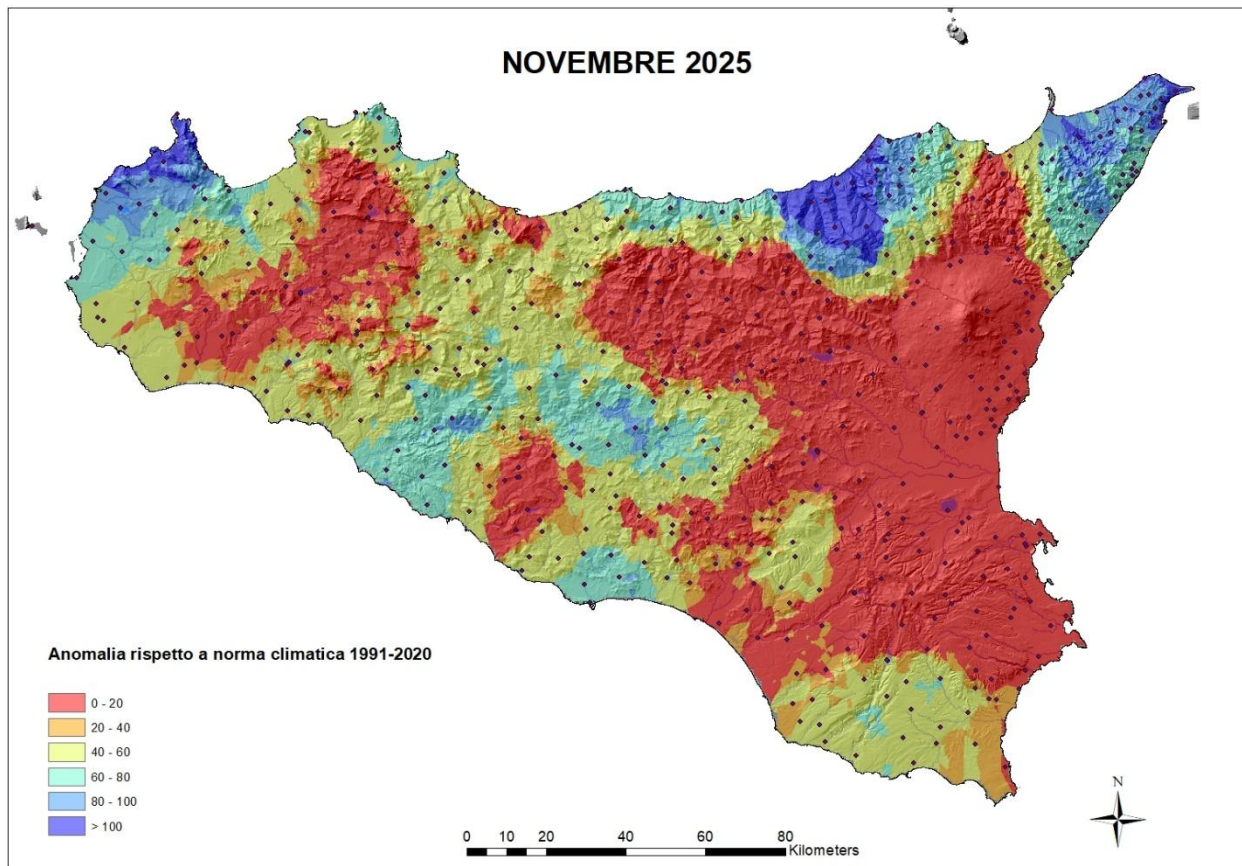 NOVEMBRE 2025
Anomalia rispetto a norma climatica 1991-2020
0 - 20
20 - 40
40 - 60
60 - 80
80 - 100
> 100
N
0 10 20 40 60 80
Kilometers